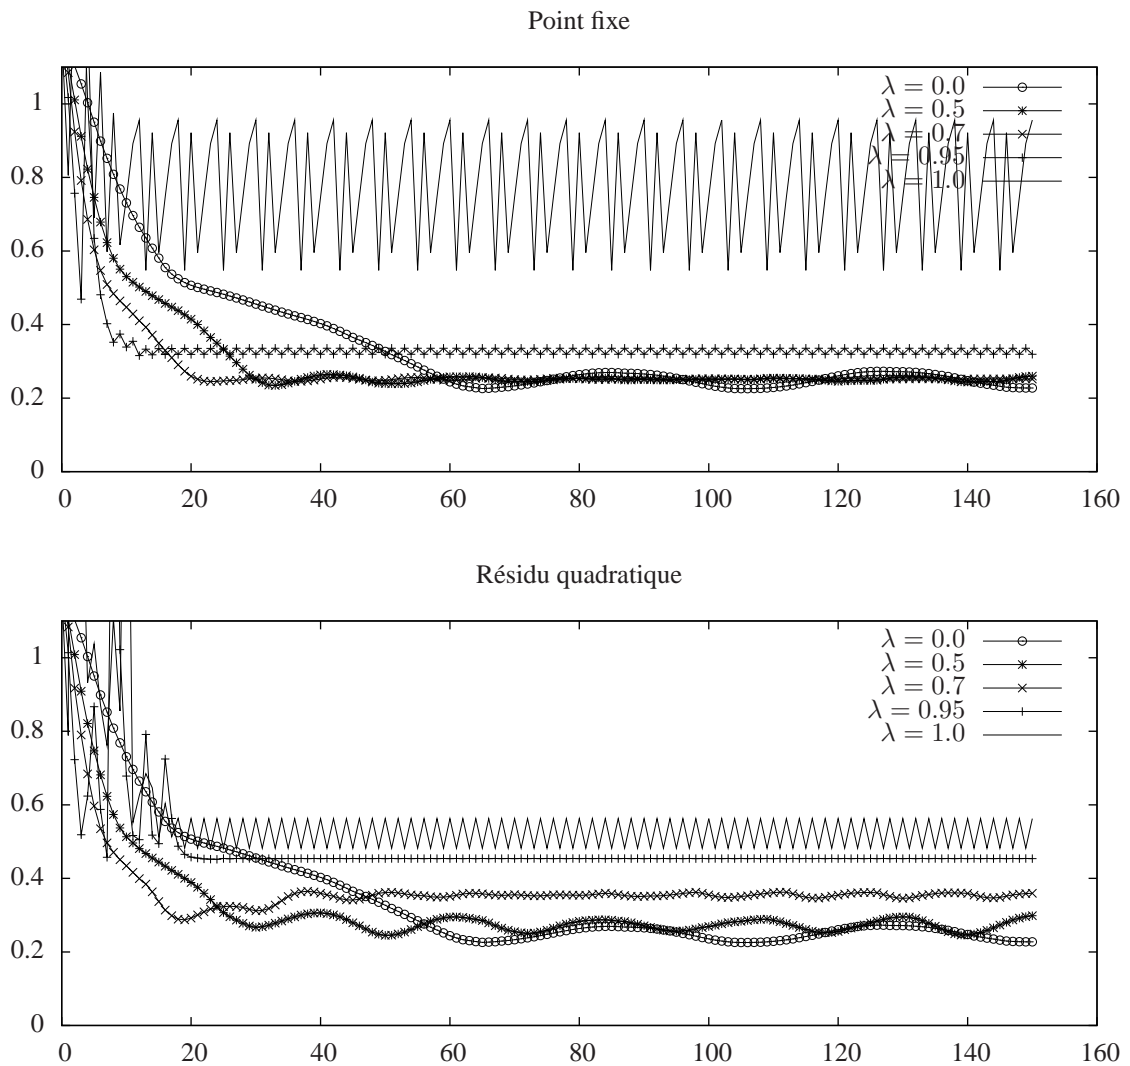 Point fixe
1
0.8
0.6
0.4
0.2
0
0 20 40 60 80 100 120 140 160
λ = 0.0
λ = 0.5
λ = 0.7
λ = 0.95
λ = 1.0
Résidu quadratique
1
0.8
0.6
0.4
0.2
0
0 20 40 60 80 100 120 140 160
λ = 0.0
λ = 0.5
λ = 0.7
λ = 0.95
λ = 1.0